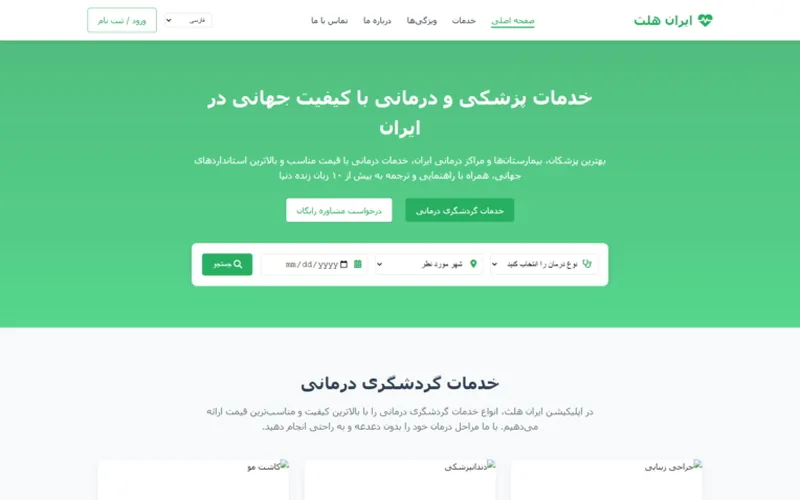 ایران هلت
صفحه اصلی
خدمات
ویژگی‌ها
درباره ما
تماس با ما
فارسی
ورود / ثبت نام
خدمات پزشکی و درمانی با کیفیت جهانی در
ایران
بهترین پزشکان، بیمارستان‌ها و مراکز درمانی ایران، خدمات درمانی با قیمت مناسب و بالاترین استانداردهای
جهانی، همراه با راهنمایی و ترجمه به بیش از ۱۰ زبان زنده دنیا
خدمات گردشگری درمانی
درخواست مشاوره رایگان
نوع درمان را انتخاب کنید
شهر مورد نظر
mm/dd/yyyy
جستجو
خدمات گردشگری درمانی
در اپلیکیشن ایران هلت، انواع خدمات گردشگری درمانی را با بالاترین کیفیت و مناسب‌ترین قیمت ارائه
می‌دهیم. با ما مراحل درمان خود را بدون دغدغه و به راحتی انجام دهید.
جراحی زیبایی
دندانپزشکی
کاشت مو